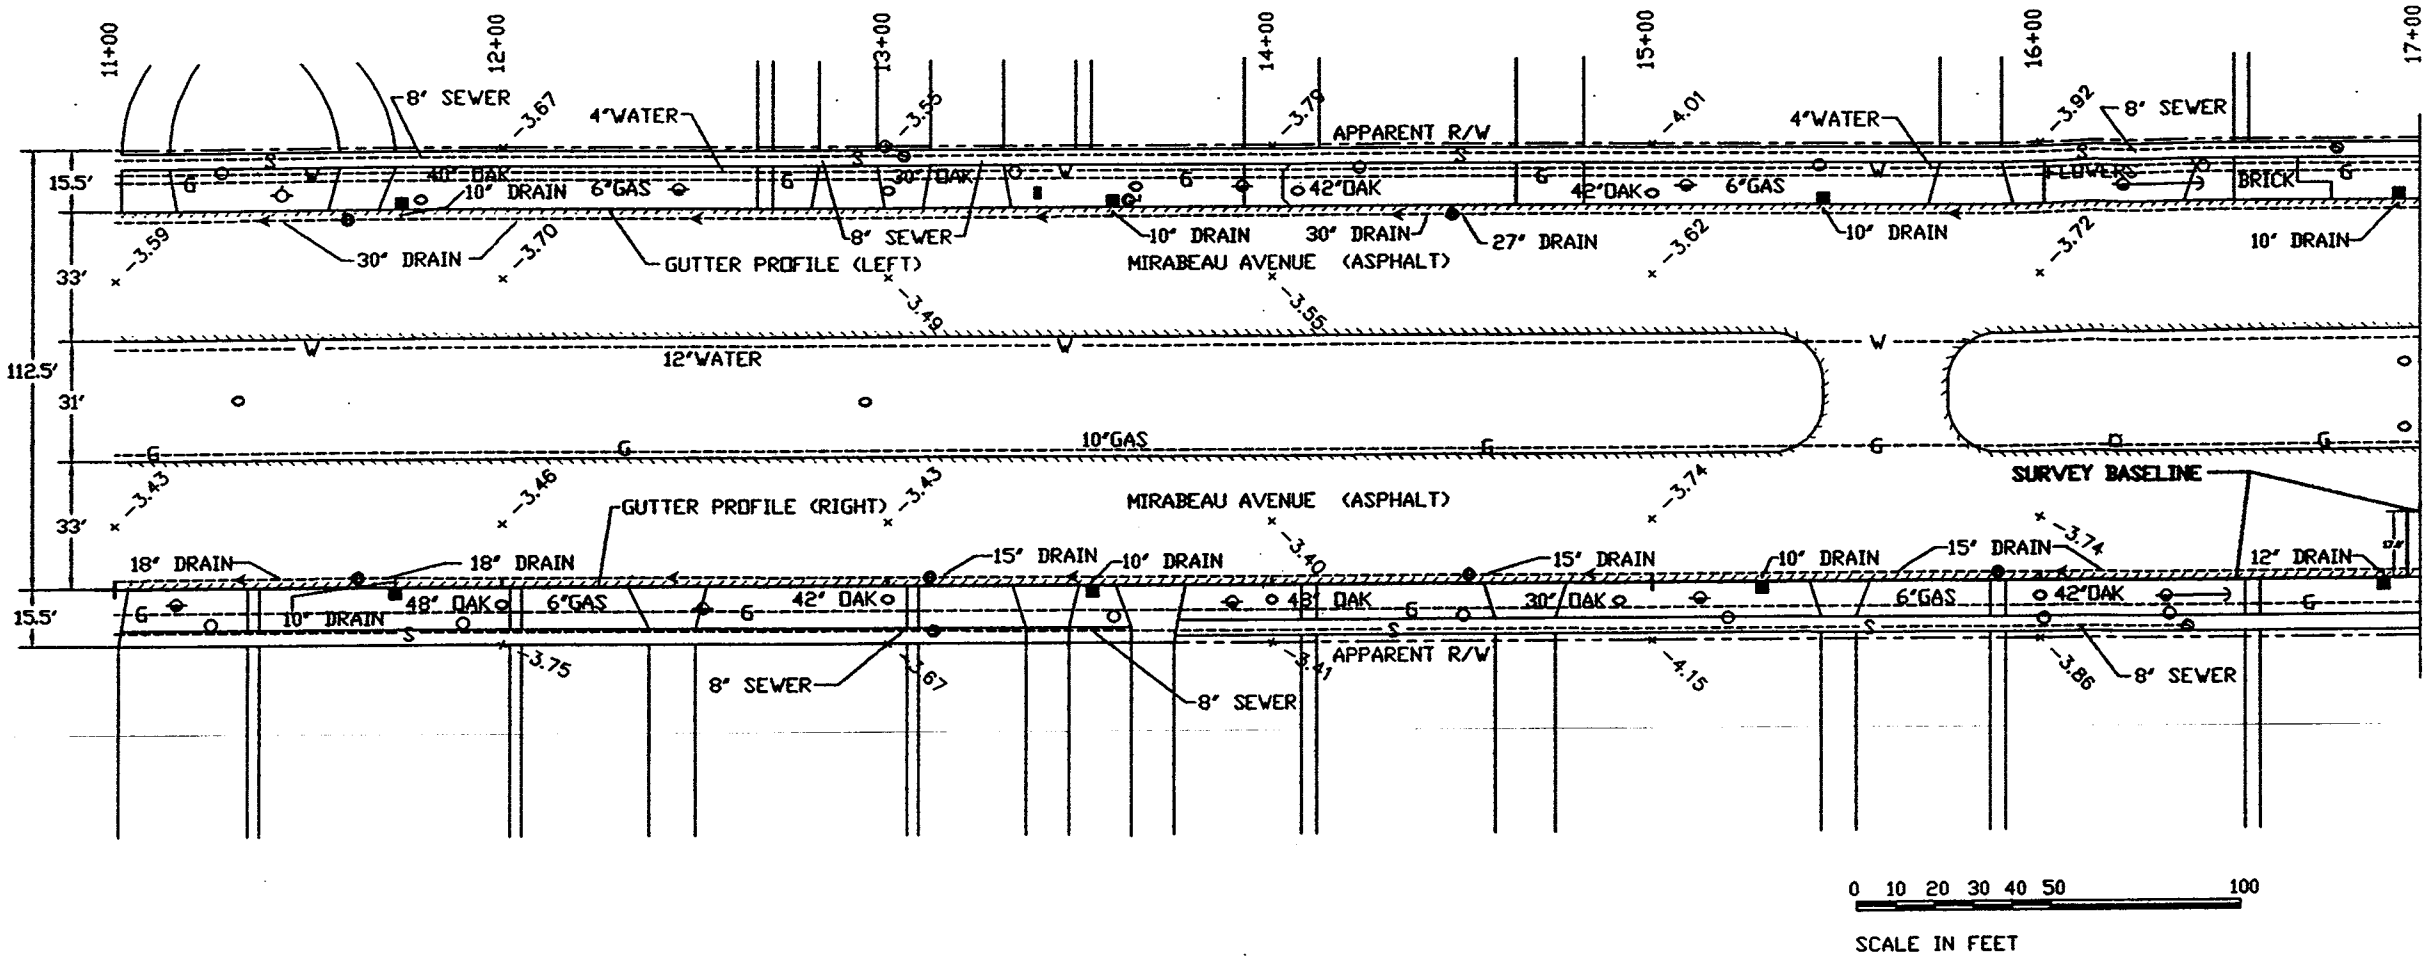 11+00
12+00
13+00
14+00
15+00
16+00
17+00
8" SEWER
-3.67
4"WATER
-3.55
-3.79
APPARENT R/W
-4.01
4"WATER
-3.92
8" SEWER
S
S
S
S
15.5'
G
W
40" OAK
10" DRAIN
6"GAS
G
30" OAK
W
G
42"OAK
G
42"OAK
6"GAS
W
FLOWERS
BRICK
G
-3.59
30" DRAIN
-3.70
GUTTER PROFILE (LEFT)
8" SEWER
10" DRAIN
30" DRAIN
27" DRAIN
-3.62
10" DRAIN
-3.72
10" DRAIN
33'
MIRABEAU AVENUE (ASPHALT)
-3.49
-3.55
W
12"WATER
W
W
112.5'
31'
G
G
10"GAS
G
G
G
-3.43
-3.46
-3.43
-3.74
SURVEY BASELINE
33'
GUTTER PROFILE (RIGHT)
MIRABEAU AVENUE (ASPHALT)
-3.40
-3.74
18" DRAIN
18" DRAIN
15" DRAIN
10" DRAIN
15" DRAIN
10" DRAIN
15" DRAIN
12" DRAIN
15.5'
G
10" DRAIN
48" OAK
6"GAS
G
42" OAK
48" OAK
G
30" OAK
6"GAS
42"OAK
G
S
S
S
-3.75
-3.67
-3.41
APPARENT R/W
-4.15
-3.86
8" SEWER
8" SEWER
8" SEWER
0 10 20 30 40 50 100
SCALE IN FEET